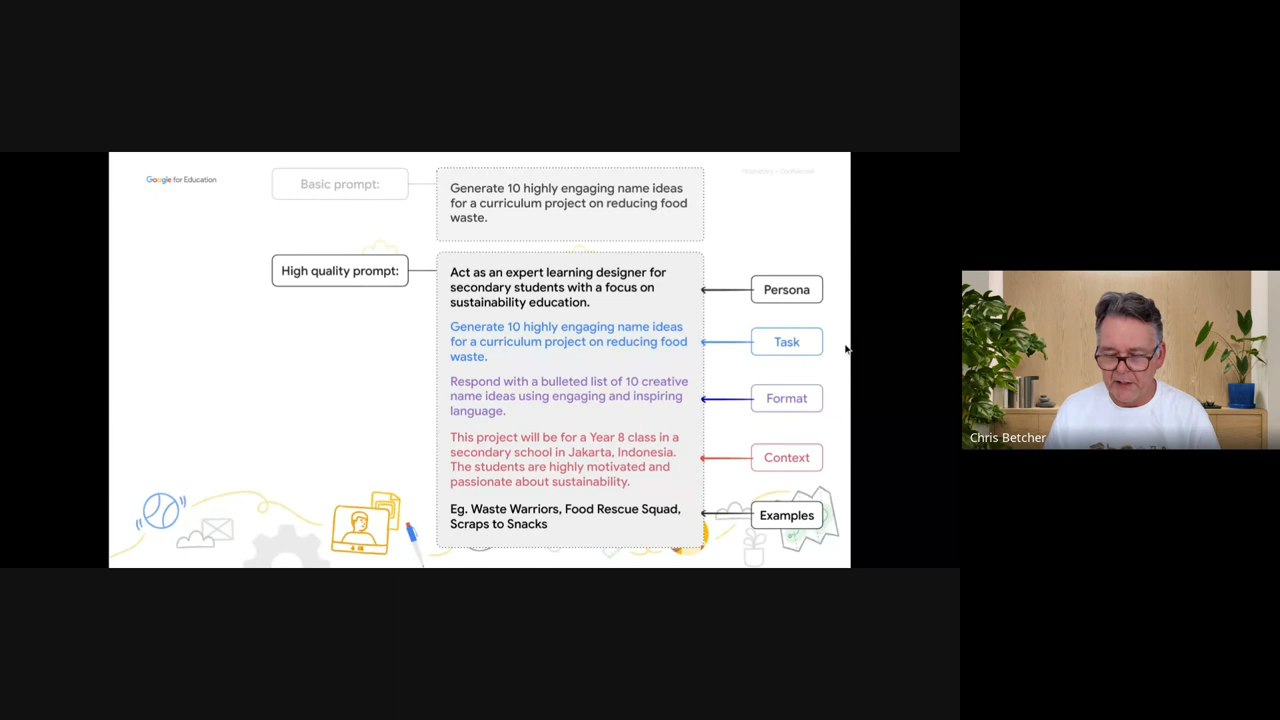 Google for Education
Proprietary + Confidential
Basic prompt:
Generate 10 highly engaging name ideas
for a curriculum project on reducing food
waste.
High quality prompt:
Act as an expert learning designer for
secondary students with a focus on
sustainability education.
Persona
Generate 10 highly engaging name ideas
for a curriculum project on reducing food
waste.
Task
Respond with a bulleted list of 10 creative
name ideas using engaging and inspiring
language.
Format
This project will be for a Year 8 class in a
secondary school in Jakarta, Indonesia.
The students are highly motivated and
passionate about sustainability.
Context
Eg. Waste Warriors, Food Rescue Squad,
Scraps to Snacks
Examples
Chris Betcher